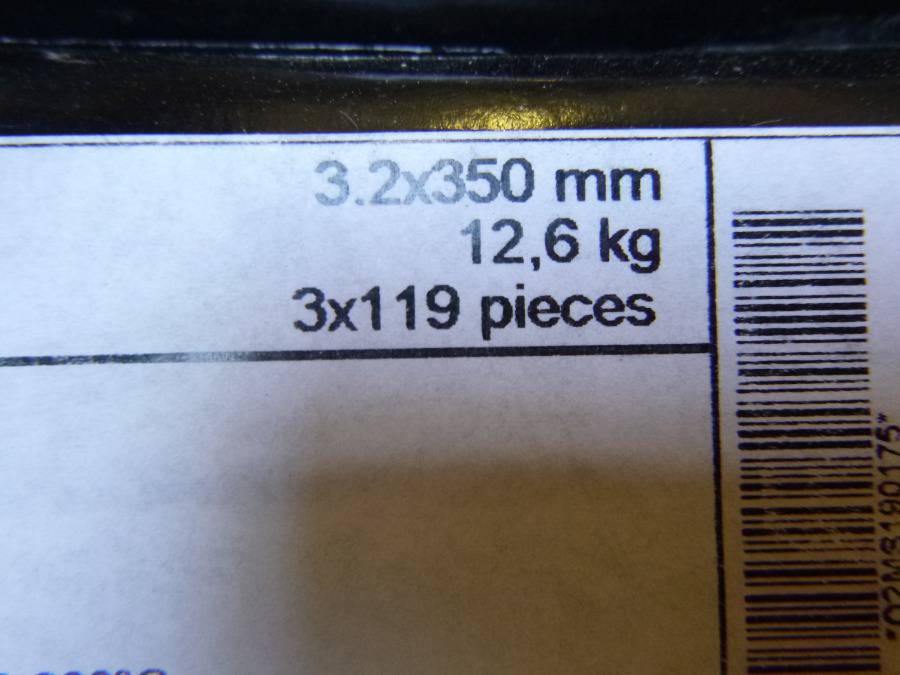 3.2x350 mm
12,6 kg
3x119 pieces